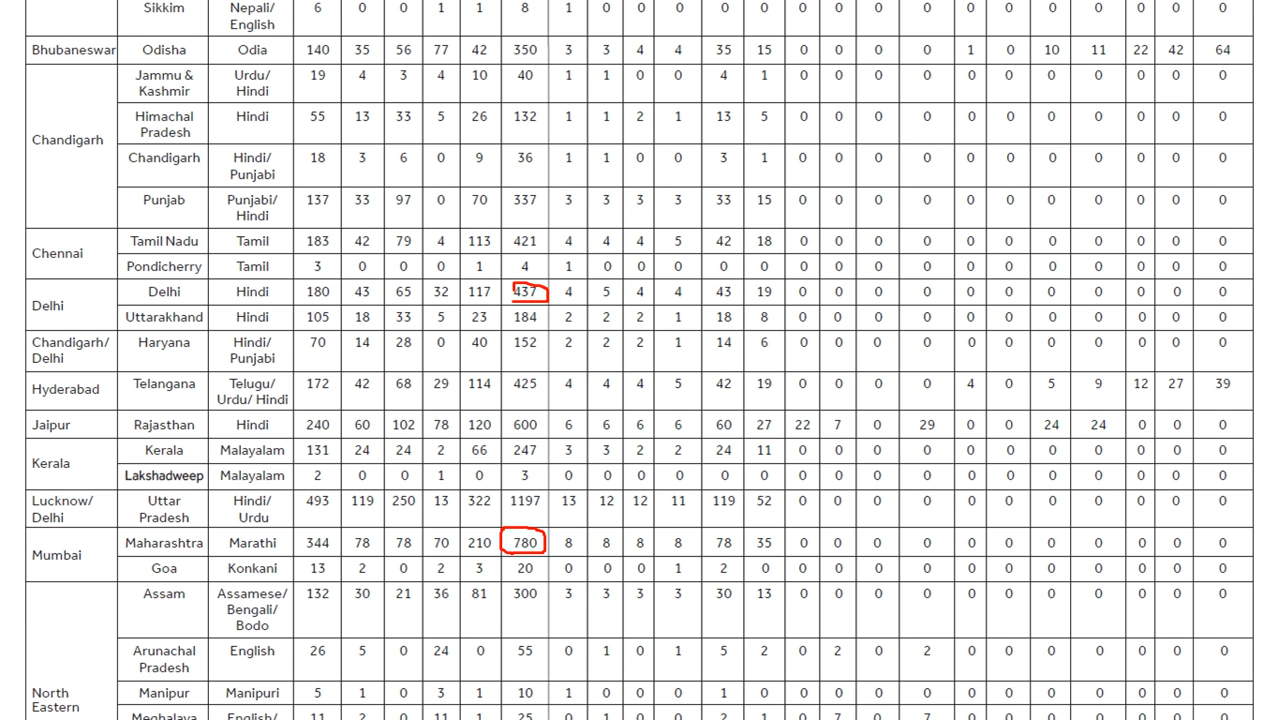 Sikkim Nepali/ 6 0 0 1 1 8 1 0 0 0 0 0 0 0 0 0 0 0 0 0 0 0 0
English
Bhubaneswar Odisha Odia 140 35 56 77 42 350 3 3 4 4 35 15 0 0 0 0 1 0 10 11 22 42 64
Jammu & Urdu/ 19 4 3 4 10 40 1 1 0 0 4 1 0 0 0 0 0 0 0 0 0 0 0
Kashmir Hindi
Himachal Hindi 55 13 33 5 26 132 1 1 2 1 13 5 0 0 0 0 0 0 0 0 0 0 0
Pradesh
Chandigarh
Chandigarh Hindi/ 18 3 6 0 9 36 1 1 0 0 3 1 0 0 0 0 0 0 0 0 0 0 0
Punjabi
Punjab Punjabi/ 137 33 97 0 70 337 3 3 3 3 33 15 0 0 0 0 0 0 0 0 0 0 0
Hindi
Chennai
Tamil Nadu Tamil 183 42 79 4 113 421 4 4 4 5 42 18 0 0 0 0 0 0 0 0 0 0 0
Pondicherry Tamil 3 0 0 0 1 4 1 0 0 0 0 0 0 0 0 0 0 0 0 0 0 0 0
Delhi
Delhi Hindi 180 43 65 32 117 437 4 5 4 4 43 19 0 0 0 0 0 0 0 0 0 0 0
Uttarakhand Hindi 105 18 33 5 23 184 2 2 2 1 18 8 0 0 0 0 0 0 0 0 0 0 0
Chandigarh/ Haryana Hindi/ 70 14 28 0 40 152 2 2 2 1 14 6 0 0 0 0 0 0 0 0 0 0 0
Delhi Punjabi
Hyderabad Telangana Telugu/ 172 42 68 29 114 425 4 4 4 5 42 19 0 0 0 0 4 0 5 9 12 27 39
Urdu/ Hindi
Jaipur Rajasthan Hindi 240 60 102 78 120 600 6 6 6 6 60 27 22 7 0 29 0 0 24 24 0 0 0
Kerala
Kerala Malayalam 131 24 24 2 66 247 3 3 2 2 24 11 0 0 0 0 0 0 0 0 0 0 0
Lakshadweep Malayalam 2 0 0 1 0 3 0 0 0 0 0 0 0 0 0 0 0 0 0 0 0 0 0
Lucknow/ Uttar Hindi/ 493 119 250 13 322 1197 13 12 12 11 119 52 0 0 0 0 0 0 0 0 0 0 0
Delhi Pradesh Urdu
Mumbai
Maharashtra Marathi 344 78 78 70 210 780 8 8 8 8 78 35 0 0 0 0 0 0 0 0 0 0 0
Goa Konkani 13 2 0 2 3 20 0 0 0 1 2 0 0 0 0 0 0 0 0 0 0 0 0
Assam Assamese/ 132 30 21 36 81 300 3 3 3 3 30 13 0 0 0 0 0 0 0 0 0 0 0
Bengali/
Bodo
Arunachal English 26 5 0 24 0 55 0 1 0 1 5 2 0 2 0 2 0 0 0 0 0 0 0
Pradesh
North
Eastern
Manipur Manipuri 5 1 0 3 1 10 1 0 0 0 1 0 0 0 0 0 0 0 0 0 0 0 0
Meghalaya English/ 11 2 0 11 1 25 0 1 0 0 2 1 0 7 0 7 0 0 0 0 0 0 0